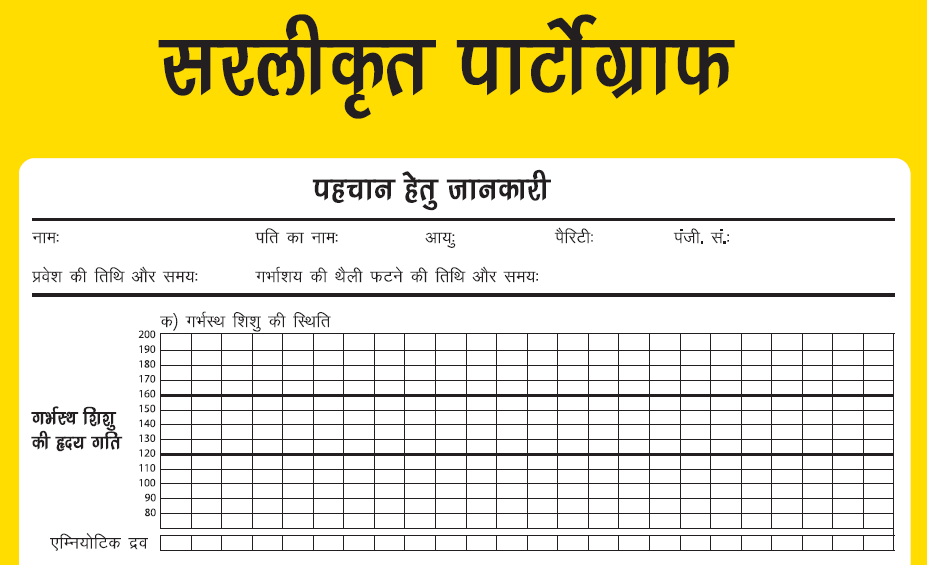 सरलीकृत पार्टोग्राफ
पहचान हेतु जानकारी
नामः पति का नामः आयुः पैरिटीः पंजी. सं.ः
प्रवेश की तिथि और समयः गर्भाशय की थैली फटने की तिथि और समयः
क) गर्भस्थ शिशु की स्थिति
गर्भस्थ शिशु
की हृदय गति
200
190
180
170
160
150
140
130
120
110
100
90
80
एम्नियोटिक द्रव